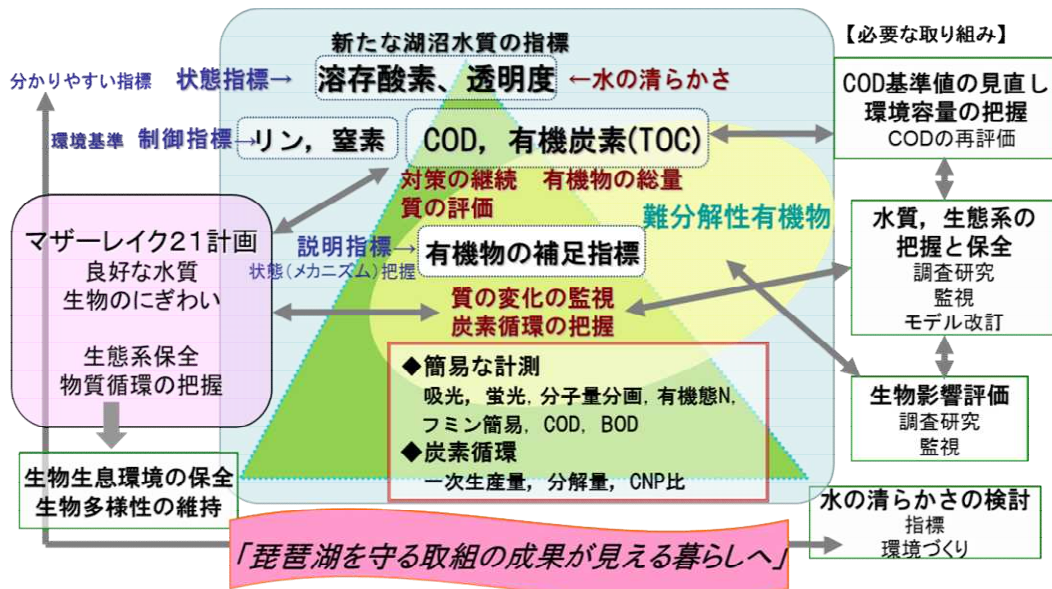 新たな湖沼水質の指標
【必要な取り組み】
分かりやすい指標 状態指標→ 溶存酸素、透明度 ←水の清らかさ
環境基準 制御指標→ リン，窒素 COD，有機炭素(TOC)
対策の継続 有機物の総量
質の評価
難分解性有機物
説明指標→ 有機物の補足指標
状態(メカニズム)把握
質の変化の監視
炭素循環の把握
◆簡易な計測
吸光，蛍光，分子量分画，有機態N，
フミン簡易，COD，BOD
◆炭素循環
一次生産量，分解量，CNP比
マザーレイク21計画
良好な水質
生物のにぎわい
生態系保全
物質循環の把握
生物生息環境の保全
生物多様性の維持
COD基準値の見直し
環境容量の把握
CODの再評価
水質，生態系の
把握と保全
調査研究
監視
モデル改訂
生物影響評価
調査研究
監視
水の清らかさの検討
指標
環境づくり
「琵琶湖を守る取組の成果が見える暮らしへ」